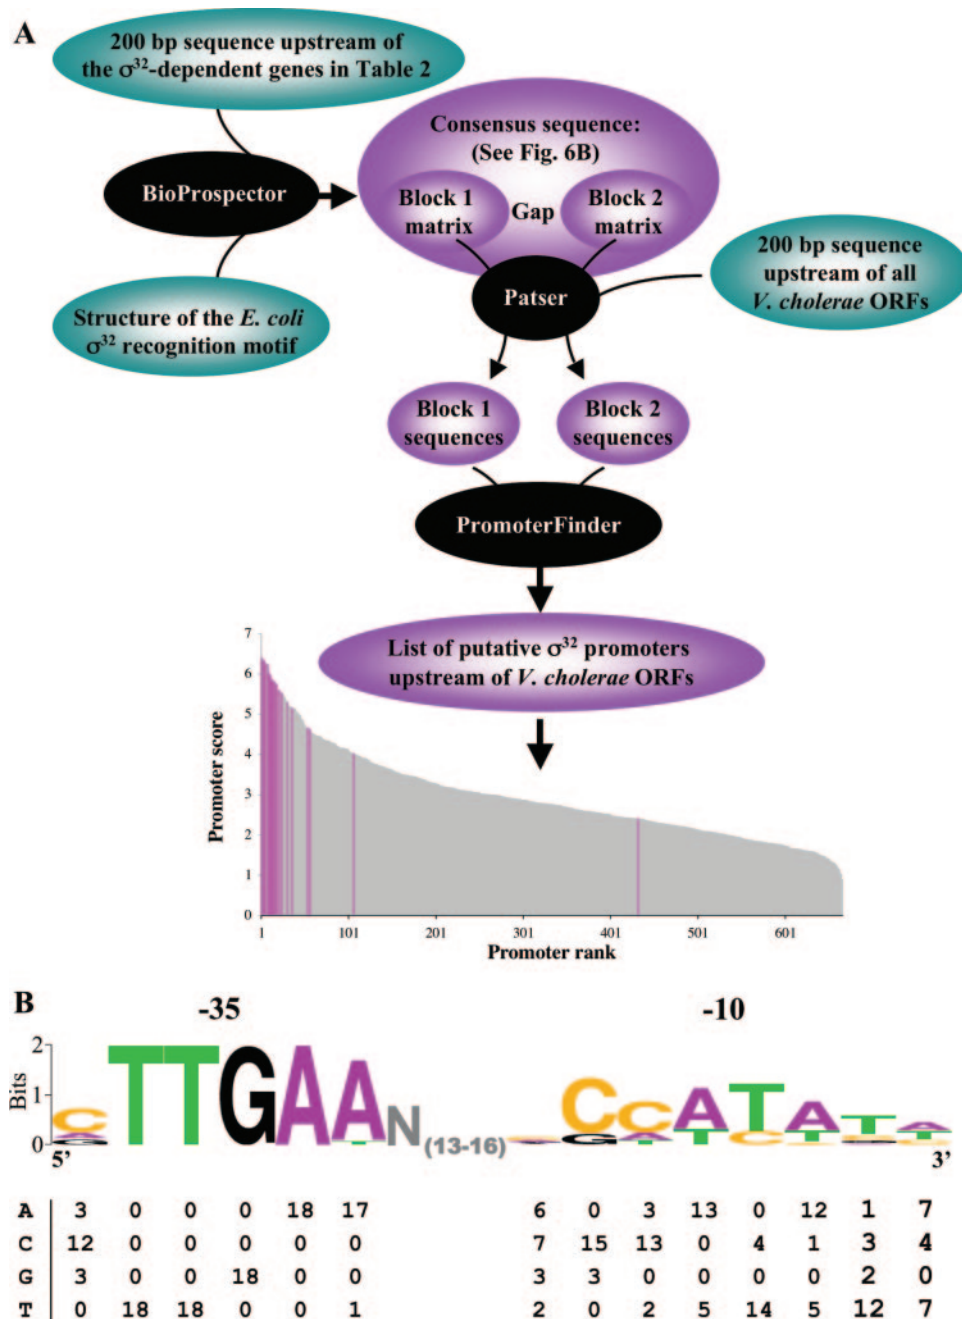 A
200 bp sequence upstream of
the σ32-dependent genes in Table 2
Consensus sequence:
(See Fig. 6B)
BioProspector
Block 1
matrix
Gap
Block 2
matrix
200 bp sequence
upstream of all
V. cholerae ORFs
Patser
Structure of the E. coli
σ32 recognition motif
Block 1
sequences
Block 2
sequences
PromoterFinder
List of putative σ32 promoters
upstream of V. cholerae ORFs
Promoter score
7
6
5
4
3
2
1
0
1 101 201 301 401 501 601
Promoter rank
B
-35 -10
Bits
2
1
0
C T T G A A N (13-16) C C A T A T A
5' 3'
A 3 0 0 0 18 17 6 0 3 13 0 12 1 7
C 12 0 0 0 0 0 7 15 13 0 4 1 3 4
G 3 0 0 18 0 0 3 3 0 0 0 0 2 0
T 0 18 18 0 0 1 2 0 2 5 14 5 12 7